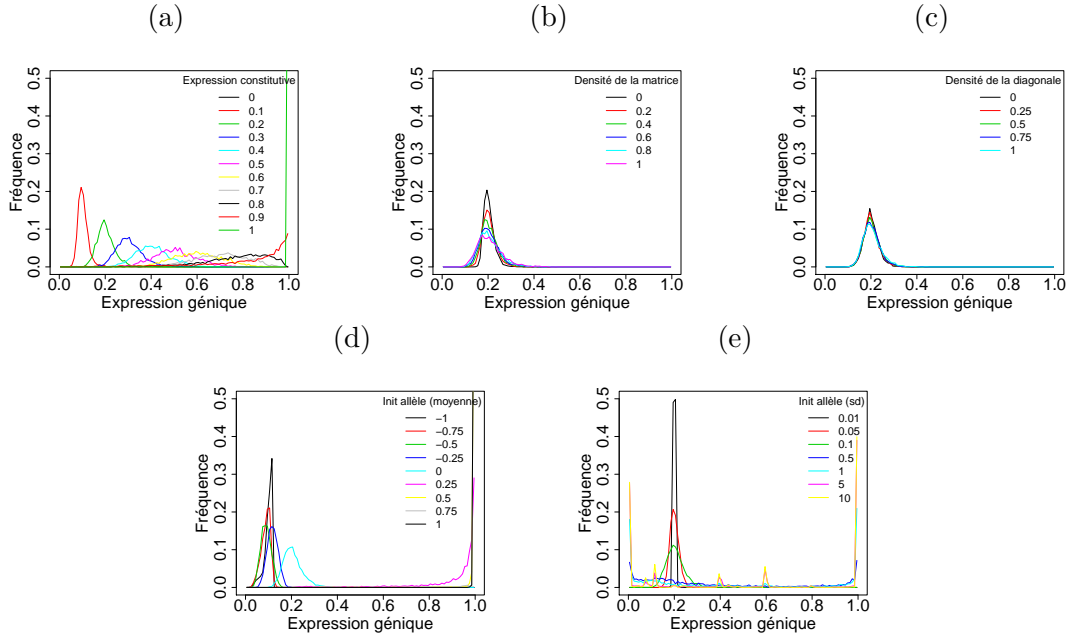 (a)
Expression constitutive
0
0.1
0.2
0.3
0.4
0.5
0.6
0.7
0.8
0.9
1
Fréquence
0.0 0.1 0.2 0.3 0.4 0.5
0.0 0.2 0.4 0.6 0.8 1.0
Expression génique
(b)
Densité de la matrice
0
0.2
0.4
0.6
0.8
1
Fréquence
0.0 0.1 0.2 0.3 0.4 0.5
0.0 0.2 0.4 0.6 0.8 1.0
Expression génique
(c)
Densité de la diagonale
0
0.25
0.5
0.75
1
Fréquence
0.0 0.1 0.2 0.3 0.4 0.5
0.0 0.2 0.4 0.6 0.8 1.0
Expression génique
(d)
Init allèle (moyenne)
−1
−0.75
−0.5
−0.25
0
0.25
0.5
0.75
1
Fréquence
0.0 0.1 0.2 0.3 0.4 0.5
0.0 0.2 0.4 0.6 0.8 1.0
Expression génique
(e)
Init allèle (sd)
0.01
0.05
0.1
0.5
1
5
10
Fréquence
0.0 0.1 0.2 0.3 0.4 0.5
0.0 0.2 0.4 0.6 0.8 1.0
Expression génique